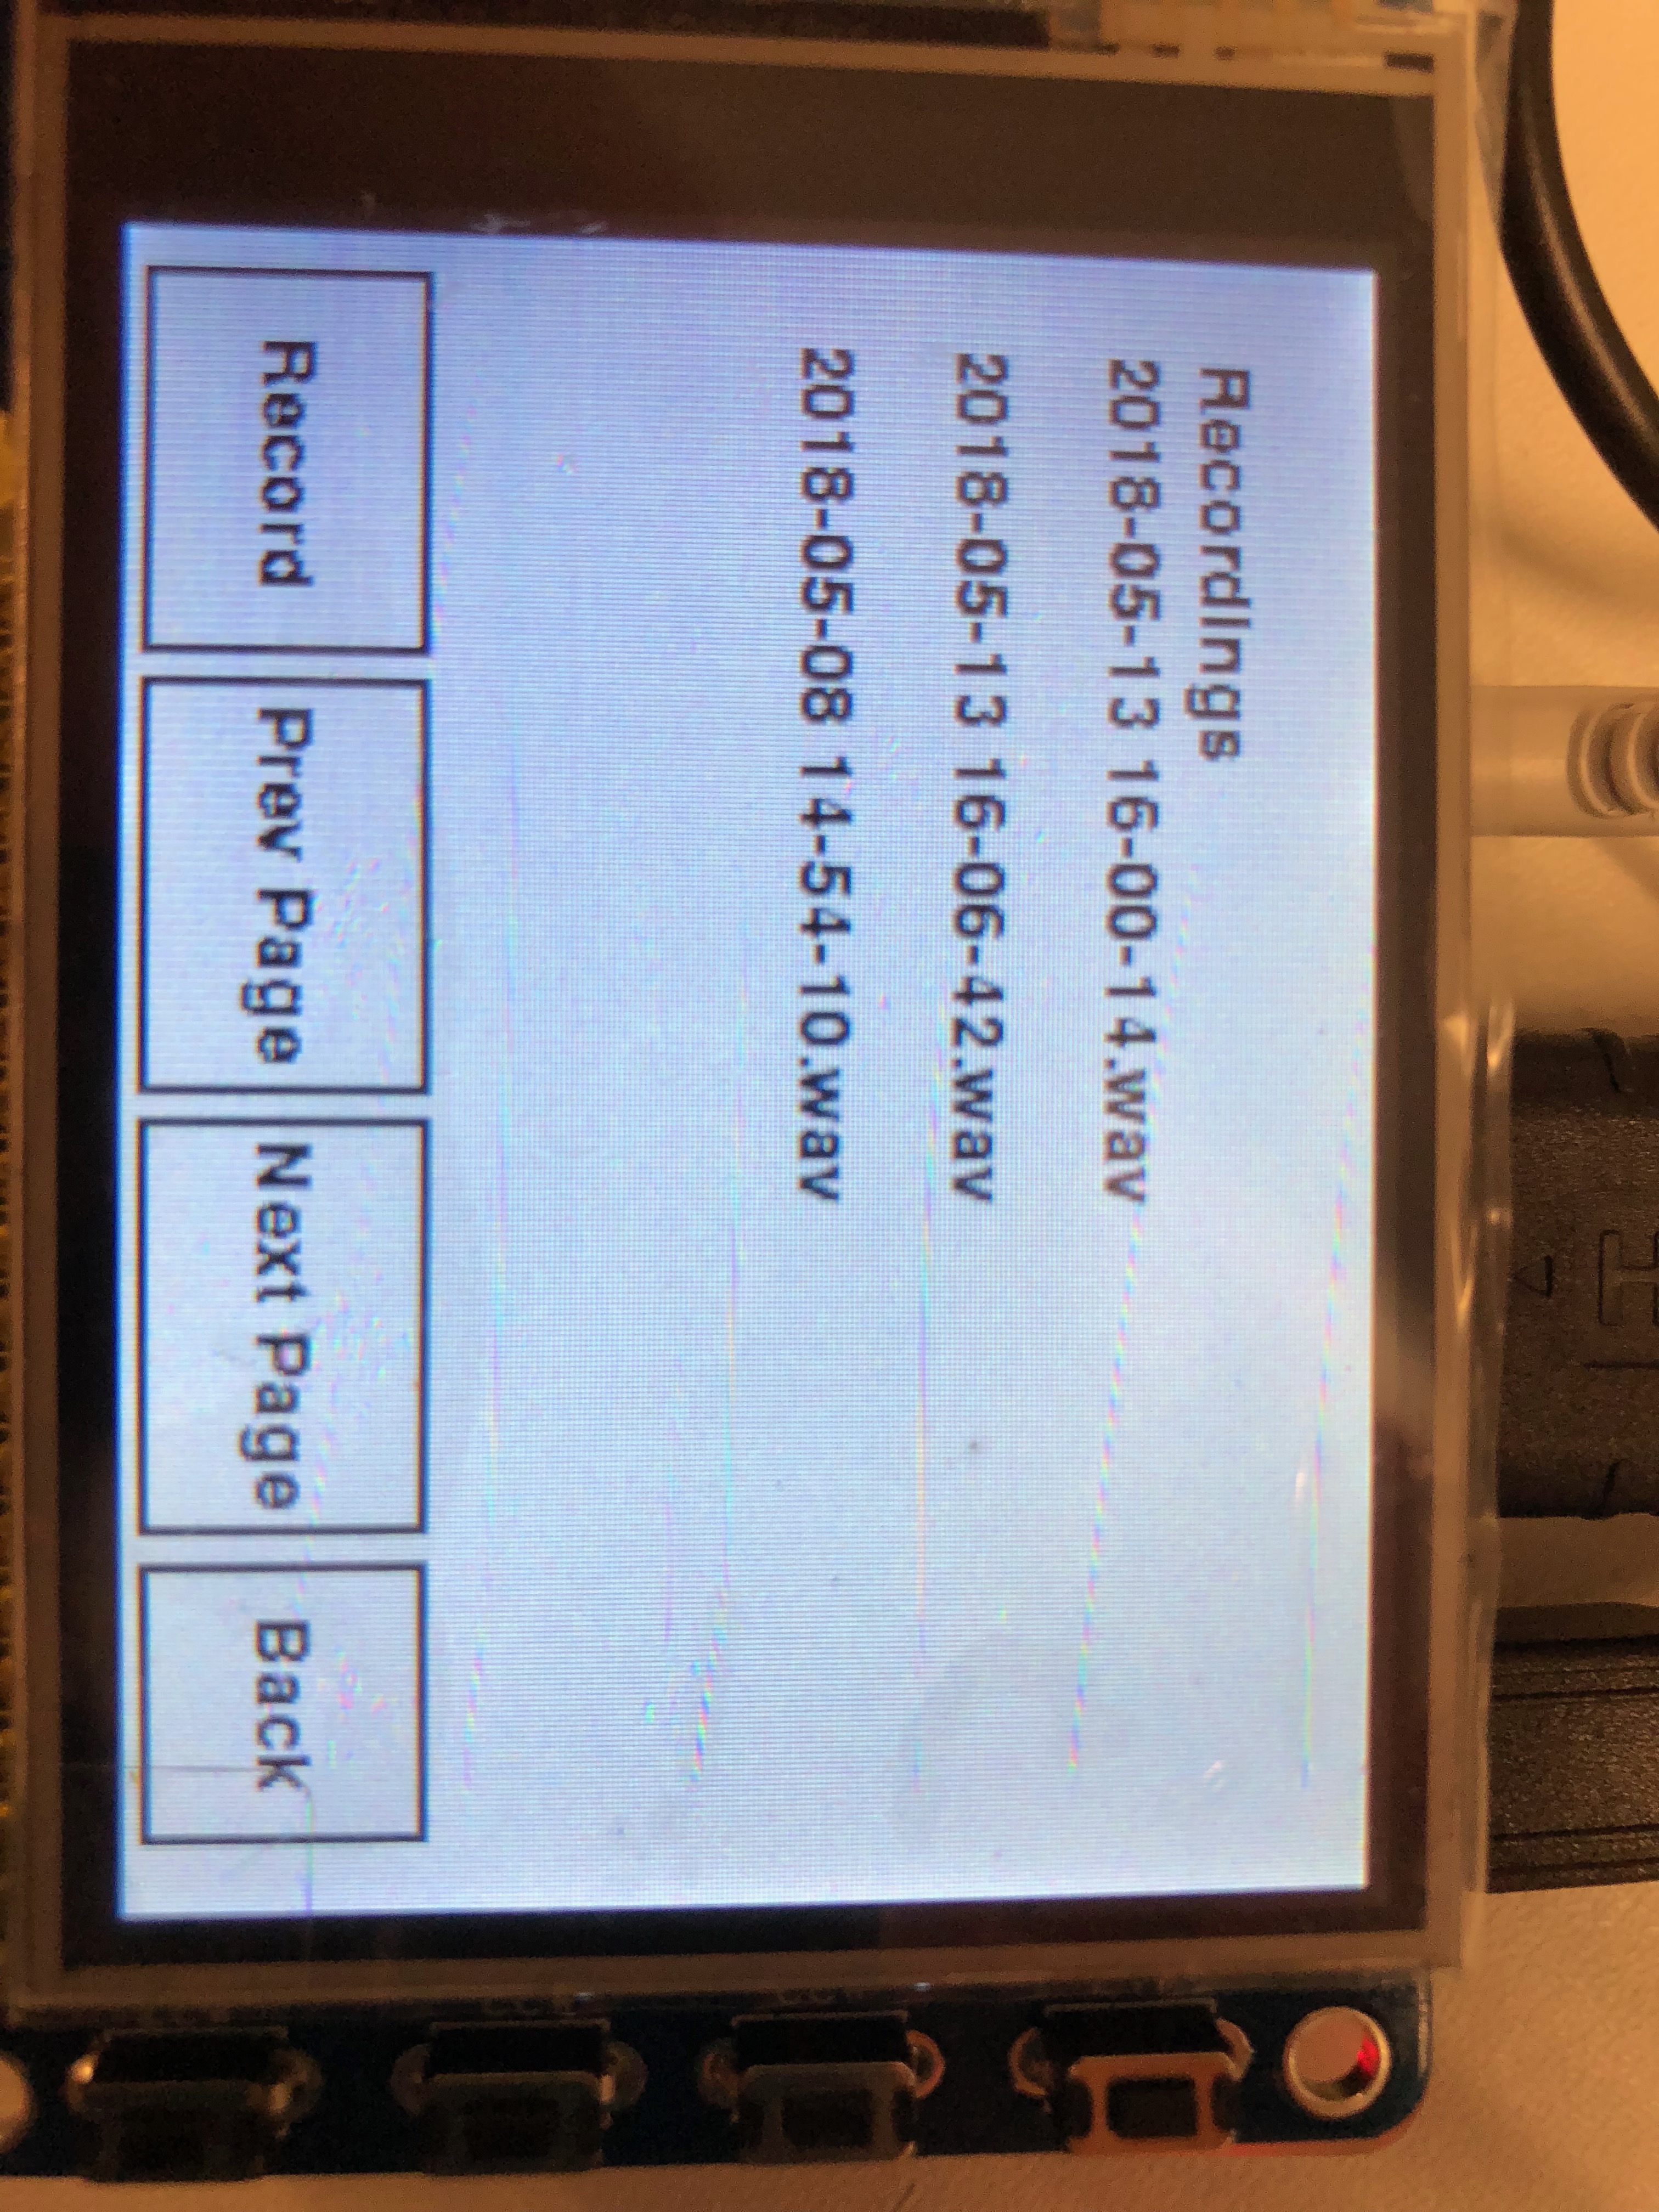 Recordings
2018-05-13 16-00-14.wav
2018-05-13 16-06-42.wav
2018-05-08 14-54-10.wav
Record
Prev Page
Next Page
Back